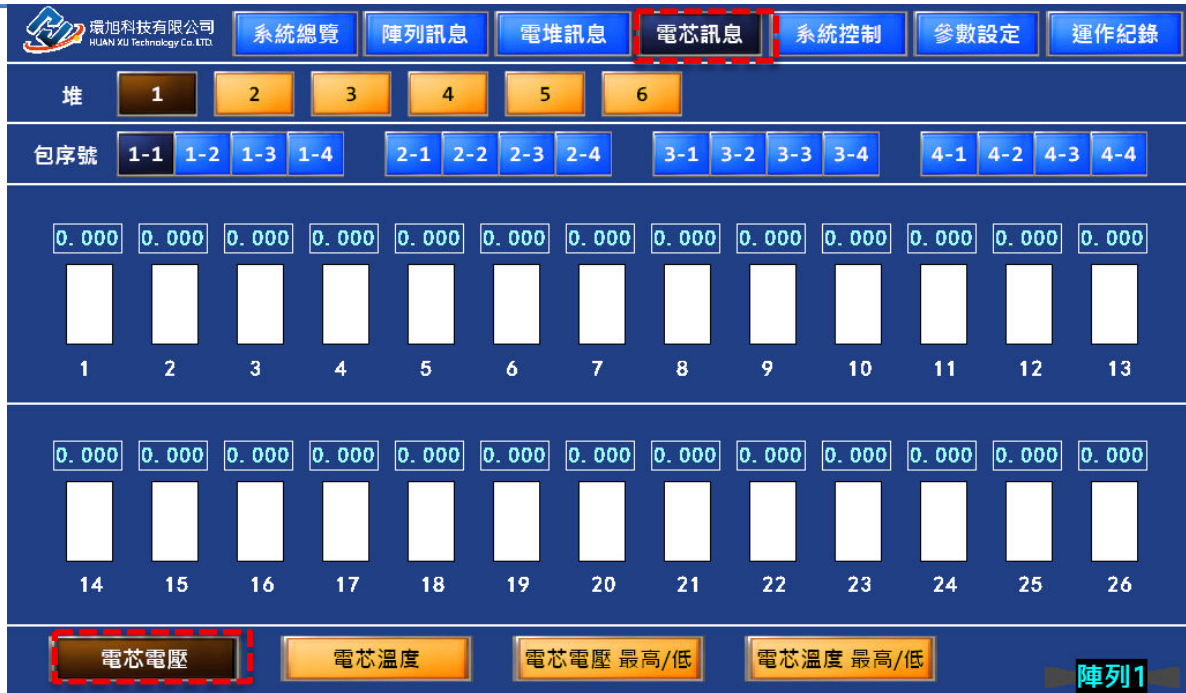 環旭科技有限公司
HUAN XU Technology Co. LTD.
系統總覽 陣列訊息 電堆訊息 電芯訊息 系統控制 參數設定 運作紀錄
堆 1 2 3 4 5 6
包序號 1-1 1-2 1-3 1-4 2-1 2-2 2-3 2-4 3-1 3-2 3-3 3-4 4-1 4-2 4-3 4-4
0.000 0.000 0.000 0.000 0.000 0.000 0.000 0.000 0.000 0.000 0.000 0.000 0.000
1 2 3 4 5 6 7 8 9 10 11 12 13
0.000 0.000 0.000 0.000 0.000 0.000 0.000 0.000 0.000 0.000 0.000 0.000 0.000
14 15 16 17 18 19 20 21 22 23 24 25 26
電芯電壓 電芯溫度 電芯電壓 最高/低 電芯溫度 最高/低
陣列1